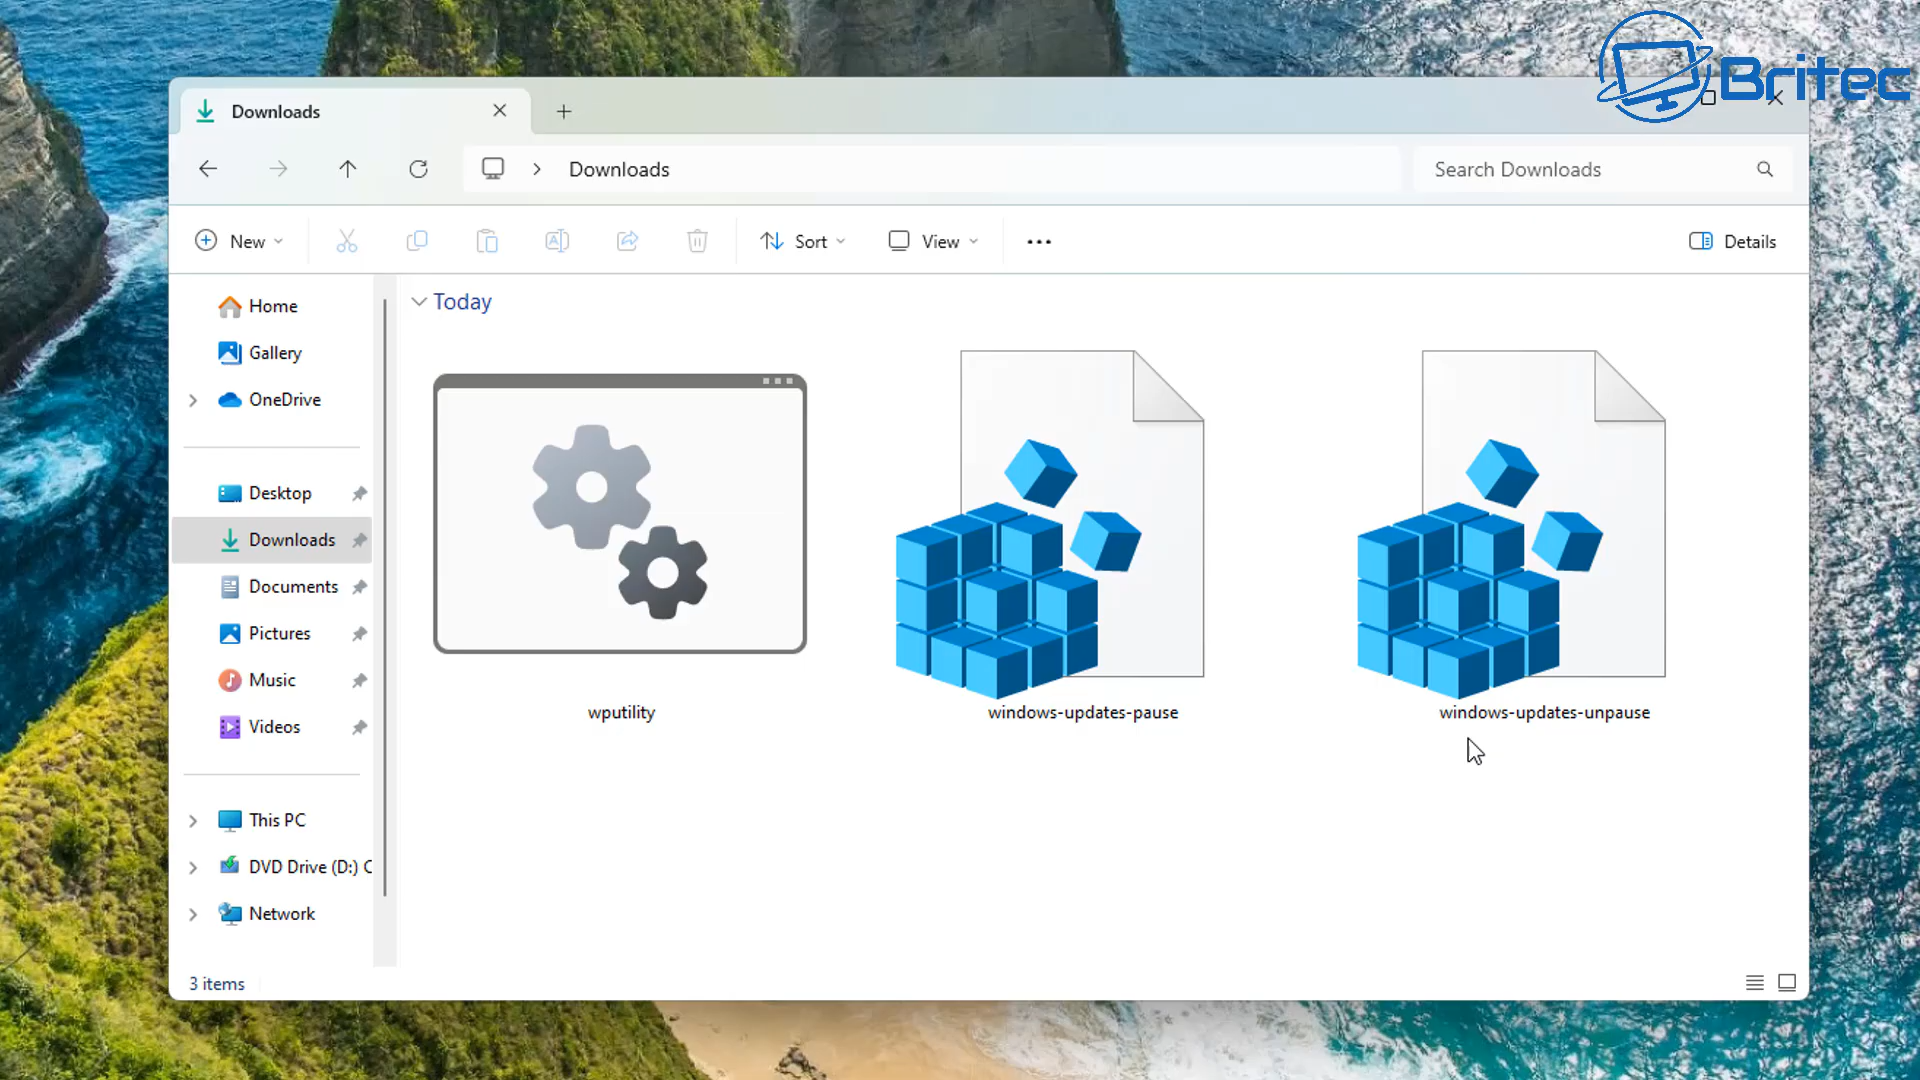 Britec
Downloads
Downloads
Search Downloads
New
Sort
View
Details
Home
Gallery
OneDrive
Desktop
Downloads
Documents
Pictures
Music
Videos
This PC
DVD Drive (D:) C
Network
Today
wputility
windows-updates-pause
windows-updates-unpause
3 items